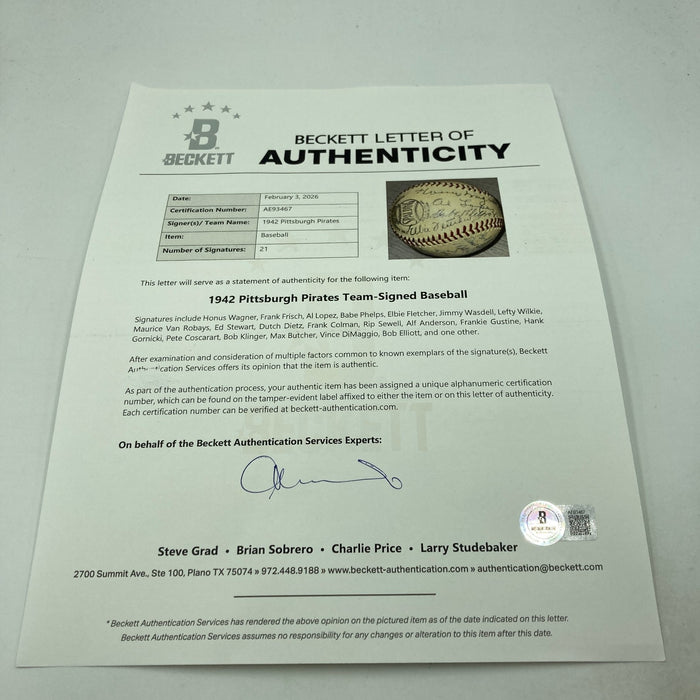 B
BECKETT
BECKETT LETTER OF
AUTHENTICITY
Date: February 3, 2026
Certification Number: AE93467
Signer(s)/ Team Name: 1942 Pittsburgh Pirates
Item: Baseball
Number of Signatures: 21
This letter will serve as a statement of authenticity for the following item:
1942 Pittsburgh Pirates Team-Signed Baseball
Signatures include Honus Wagner, Frank Frisch, Al Lopez, Babe Phelps, Elbie Fletcher, Jimmy Wasdell, Lefty Wilkie,
Maurice Van Robays, Ed Stewart, Dutch Dietz, Frank Colman, Rip Sewell, Alf Anderson, Frankie Gustine, Hank
Gornicki, Pete Coscarart, Bob Klinger, Max Butcher, Vince DiMaggio, Bob Elliott, and one other.
After examination and consideration of multiple factors common to known exemplars of the signature(s), Beckett
Authentication Services offers its opinion that the item is authentic.
As part of the authentication process, your authentic item has been assigned a unique alphanumeric certification
number, which can be found on the tamper-evident label affixed to either the item or on this letter of authenticity.
Each certification number can be verified at beckett-authentication.com.
On behalf of the Beckett Authentication Services Experts:
B
AE93467
Steve Grad • Brian Sobrero • Charlie Price • Larry Studebaker
2700 Summit Ave., Ste 100, Plano TX 75074 » 972.448.9188 » www.beckett-authentication.com » authentication@beckett.com
* Beckett Authentication Services has rendered the above opinion on the pictured item as of the date indicated on this letter.
Beckett Authentication Services assumes no responsibility for any changes or alteration to this item after this date.